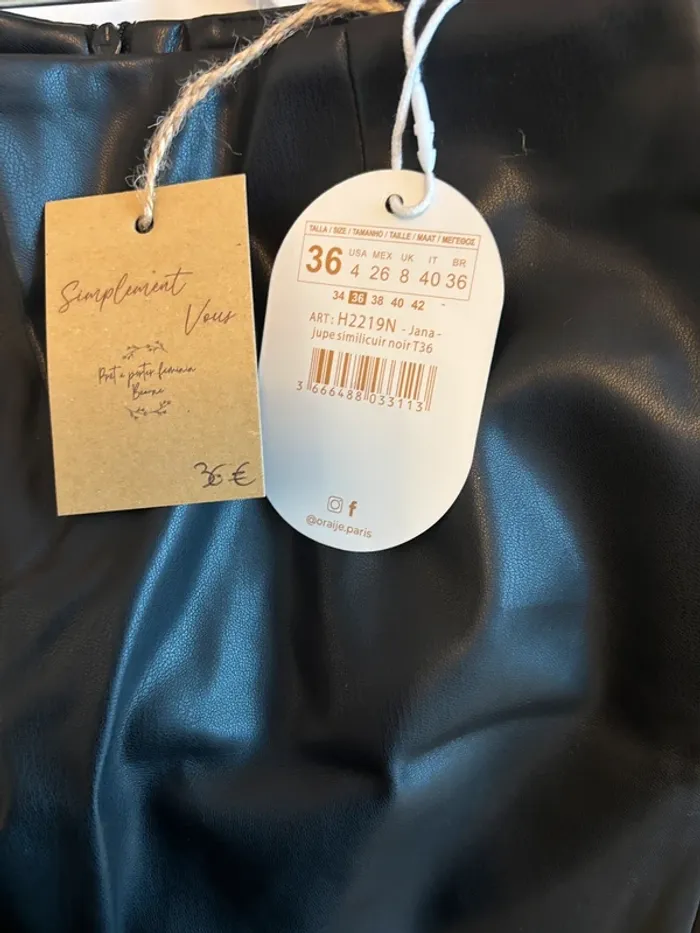 Simplement
Vous
Prêt à porter féminin
Béarn
36 €
TALLA / SIZE / TAMANHO / TAILLE / MAAT / ΜΕΓΕΘΟΣ
36 USA MEX UK IT BR
4 26 8 40 36
34 36 38 40 42 -
ART: H2219N - Jana-
jupe similicuir noir T36
3 666488 033113
@oraije.paris